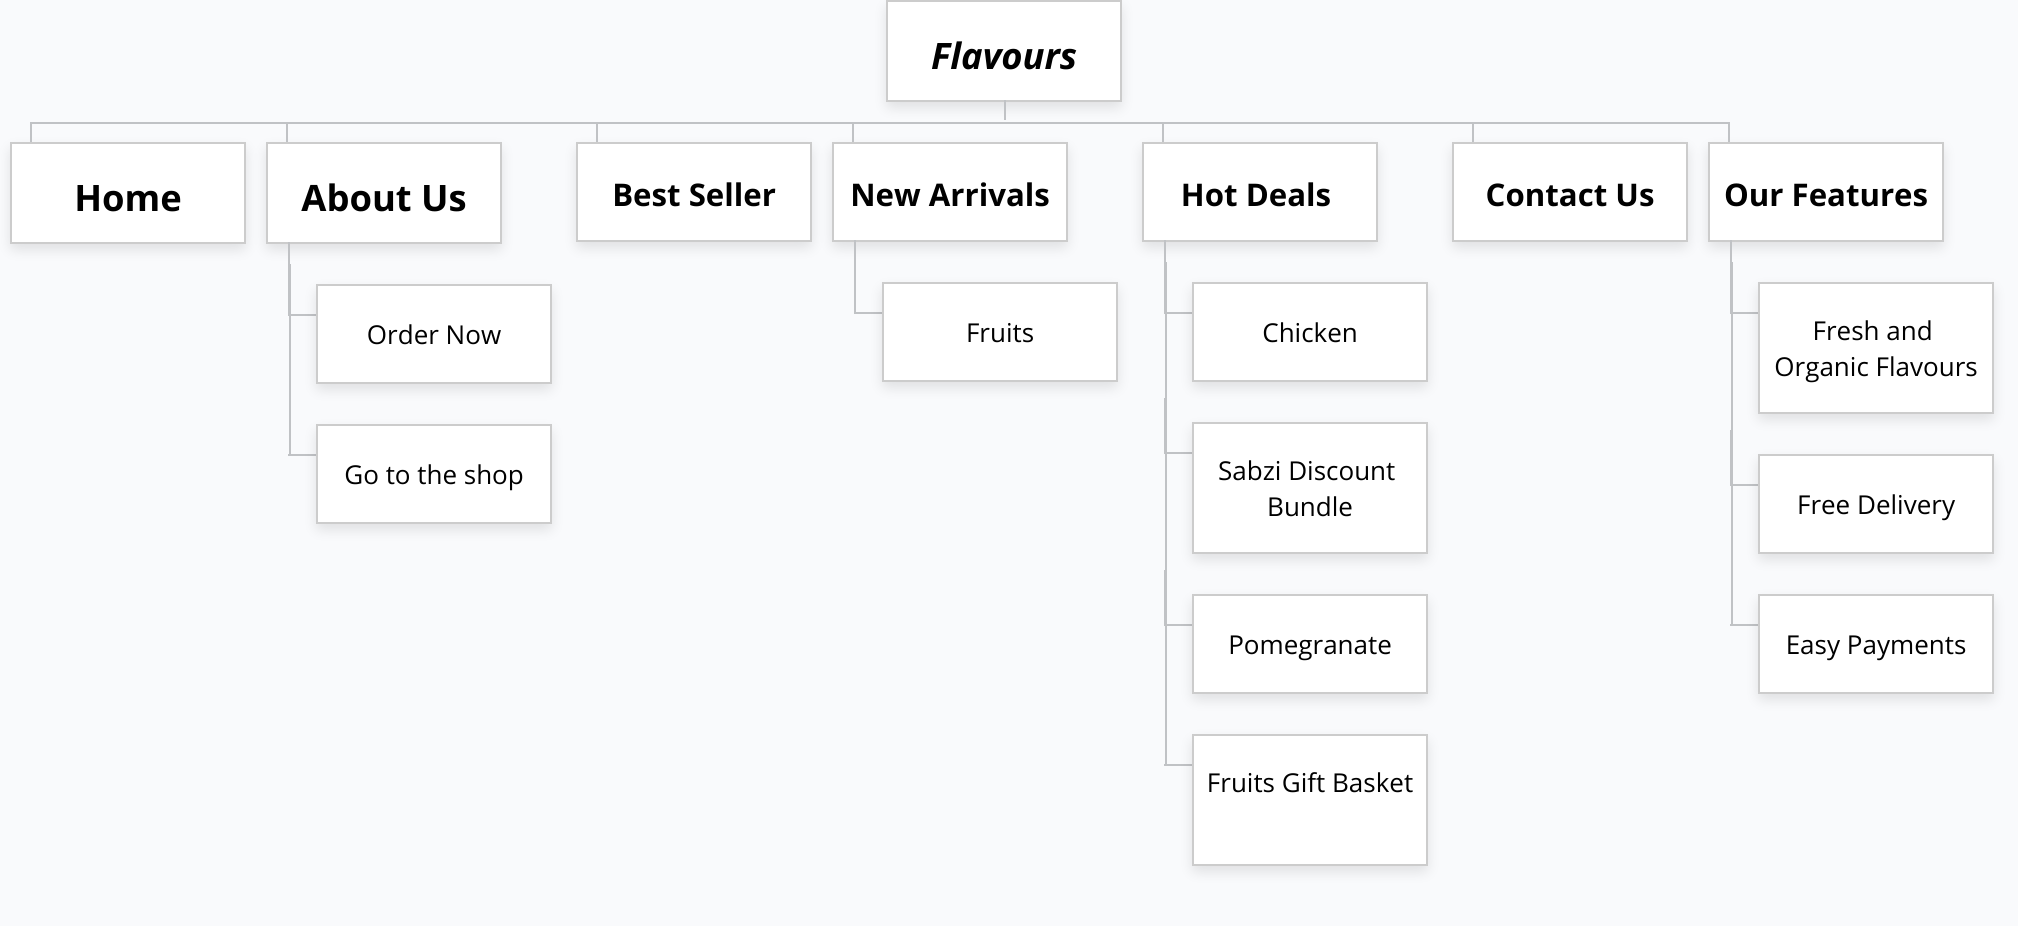 Flavours
Home
About Us
Best Seller
New Arrivals
Hot Deals
Contact Us
Our Features
Order Now
Go to the shop
Fruits
Chicken
Sabzi Discount
Bundle
Pomegranate
Fruits Gift Basket
Fresh and
Organic Flavours
Free Delivery
Easy Payments